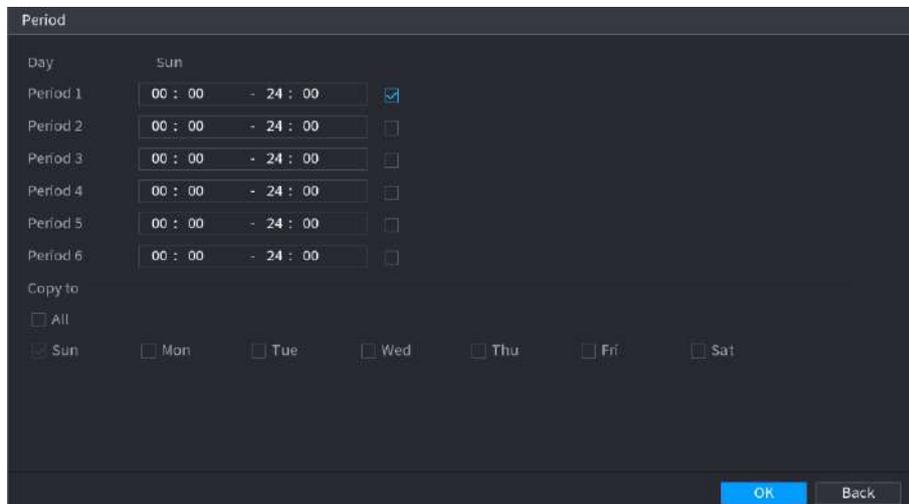 Period
Day Sun
Period 1 00 : 00 - 24 : 00
Period 2 00 : 00 - 24 : 00
Period 3 00 : 00 - 24 : 00
Period 4 00 : 00 - 24 : 00
Period 5 00 : 00 - 24 : 00
Period 6 00 : 00 - 24 : 00
Copy to
All
Sun Mon Tue Wed Thu Fri Sat
OK Back